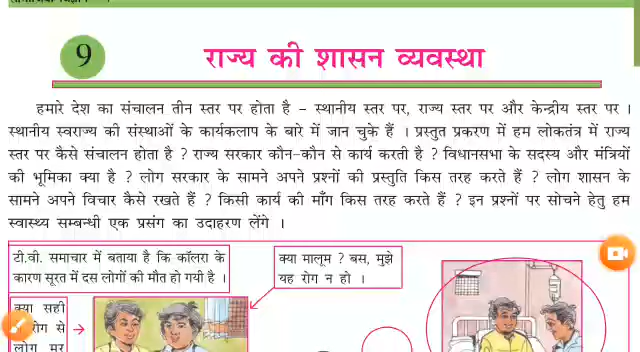 9
राज्य की शासन व्यवस्था
हमारे देश का संचालन तीन स्तर पर होता है – स्थानीय स्तर पर, राज्य स्तर पर और केन्द्रीय स्तर पर ।
स्थानीय स्वराज्य की संस्थाओं के कार्यकलाप के बारे में जान चुके हैं । प्रस्तुत प्रकरण में हम लोकतंत्र में राज्य
स्तर पर कैसे संचालन होता है ? राज्य सरकार कौन-कौन से कार्य करती है ? विधानसभा के सदस्य और मंत्रियों
की भूमिका क्या है ? लोग सरकार के सामने अपने प्रश्नों की प्रस्तुति किस तरह करते हैं ? लोग शासन के
सामने अपने विचार कैसे रखते हैं ? किसी कार्य की माँग किस तरह करते हैं ? इन प्रश्नों पर सोचने हेतु हम
स्वास्थ्य सम्बन्धी एक प्रसंग का उदाहरण लेंगे ।
टी.वी. समाचार में बताया है कि कॉलरा के
कारण सूरत में दस लोगों की मौत हो गयी है ।
क्या मालूम ? बस, मुझे
यह रोग न हो ।
क्या सही
रोग से
लोग मर